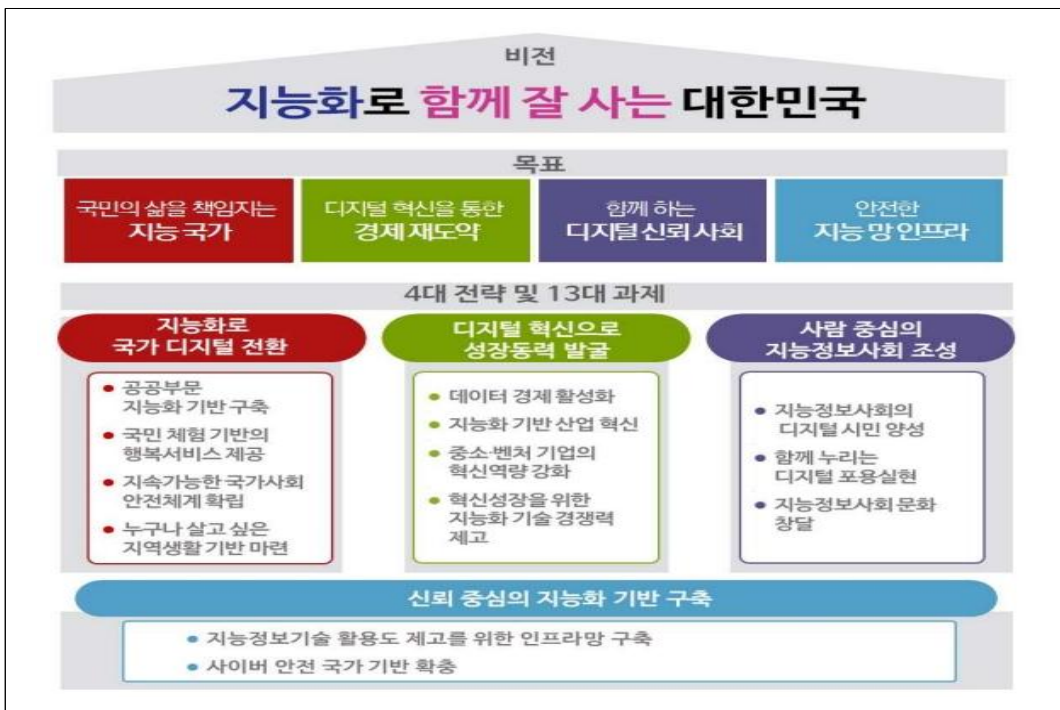 비전
지능화로 함께 잘 사는 대한민국
목표
국민의 삶을 책임지는
지능 국가
디지털 혁신을 통한
경제 재도약
함께 하는
디지털 신뢰 사회
안전한
지능 망 인프라
4대 전략 및 13대 과제
지능화로
국가 디지털 전환
● 공공부문
지능화 기반 구축
● 국민 체험 기반의
행복서비스 제공
● 지속가능한 국가사회
안전체계 확립
● 누구나 살고 싶은
지역생활 기반 마련
디지털 혁신으로
성장동력 발굴
● 데이터 경제 활성화
● 지능화 기반 산업 혁신
● 중소·벤처 기업의
혁신역량 강화
● 혁신성장을 위한
지능화 기술 경쟁력
제고
사람 중심의
지능정보사회 조성
● 지능정보사회의
디지털 시민 양성
● 함께 누리는
디지털 포용실현
● 지능정보사회 문화
창달
신뢰 중심의 지능화 기반 구축
● 지능정보기술 활용도 제고를 위한 인프라망 구축
● 사이버 안전 국가 기반 확충